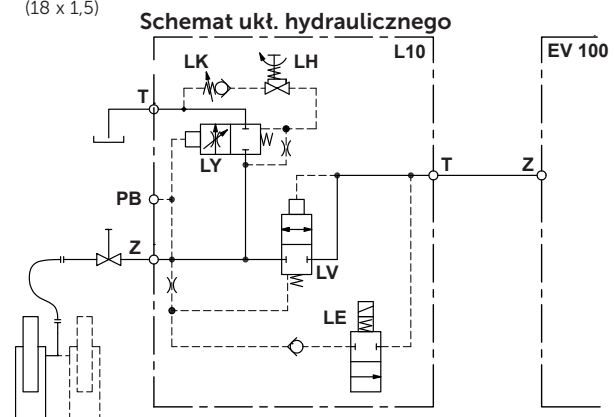 (18 x 1,5)
Schemat ukł. hydraulicznego
L10
EV 100
LK
LH
T
LY
T
Z
PB
Z
LV
LE